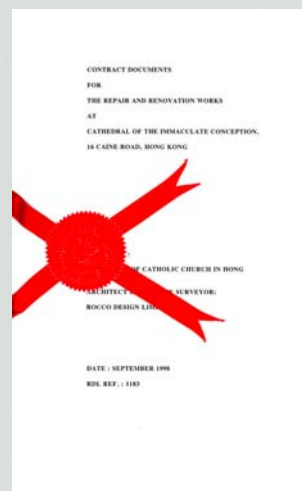 CONTRACT DOCUMENTS
FOR
THE REPAIR AND RENOVATION WORKS
AT
CATHEDRAL OF THE IMMACULATE CONCEPTION,
16 CAINE ROAD, HONG KONG
OF CATHOLIC CHURCH IN HONG
ARCHITECT SURVEYOR:
ROCCO DESIGN
DATE : SEPTEMBER 1998
RDL REF. : 1183